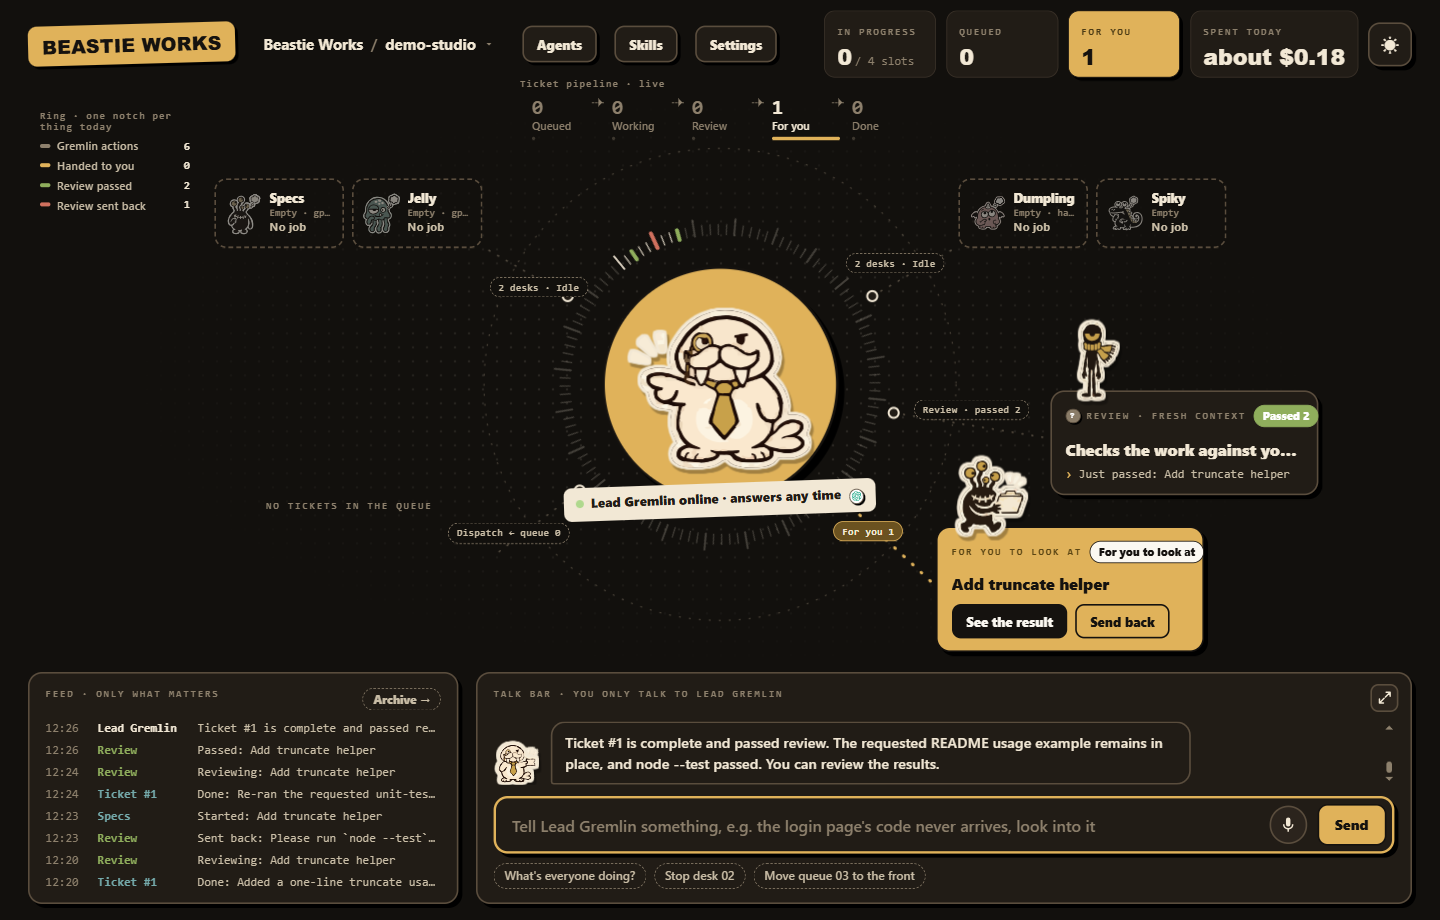 BEASTIE WORKS
Beastie Works / demo-studio
Agents
Skills
Settings
IN PROGRESS
0 / 4 slots
QUEUED
0
FOR YOU
1
SPENT TODAY
about $0.18
Ticket pipeline · live
0 → 0 → 0 → 1 → 0
Queued Working Review For you Done
Ring · one notch per
thing today
Gremlin actions 6
Handed to you 0
Review passed 2
Review sent back 1
Specs
Empty · gp…
No job
Jelly
Empty · gp…
No job
Dumpling
Empty · ha…
No job
Spiky
Empty
No job
2 desks · Idle
2 desks · Idle
Review · passed 2
REVIEW · FRESH CONTEXT
Passed 2
Checks the work against yo…
› Just passed: Add truncate helper
Lead Gremlin online · answers any time
NO TICKETS IN THE QUEUE
Dispatch ← queue 0
For you 1
FOR YOU TO LOOK AT
For you to look at
Add truncate helper
See the result
Send back
FEED · ONLY WHAT MATTERS
Archive →
12:26 Lead Gremlin Ticket #1 is complete and passed re…
12:26 Review Passed: Add truncate helper
12:24 Review Reviewing: Add truncate helper
12:24 Ticket #1 Done: Re-ran the requested unit-tes…
12:23 Specs Started: Add truncate helper
12:23 Review Sent back: Please run `node --test`…
12:20 Review Reviewing: Add truncate helper
12:20 Ticket #1 Done: Added a one-line truncate usa…
TALK BAR · YOU ONLY TALK TO LEAD GREMLIN
Ticket #1 is complete and passed review. The requested README usage example remains in
place, and node --test passed. You can review the results.
Tell Lead Gremlin something, e.g. the login page's code never arrives, look into it
Send
What's everyone doing?
Stop desk 02
Move queue 03 to the front